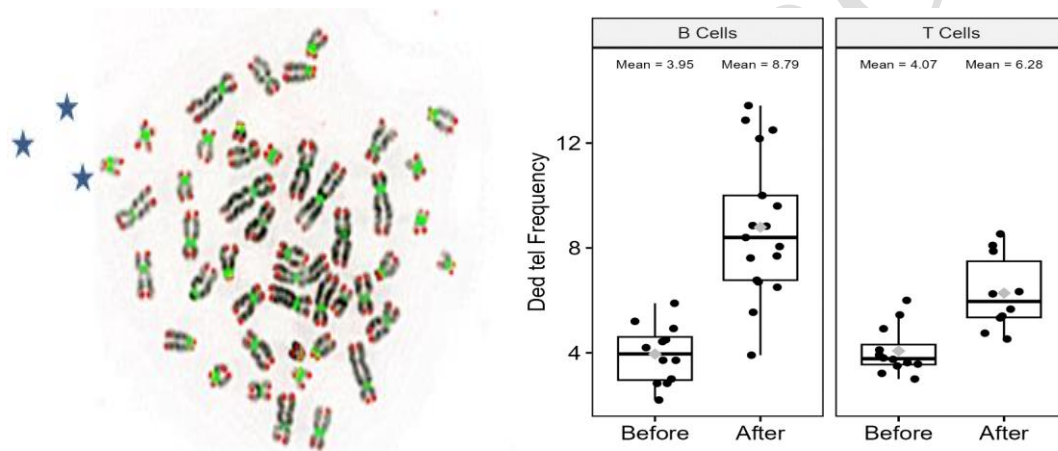 B Cells
T Cells
Mean = 3.95 Mean = 8.79
Mean = 4.07 Mean = 6.28
Ded tel Frequency
12
8
4
Before After
Before After